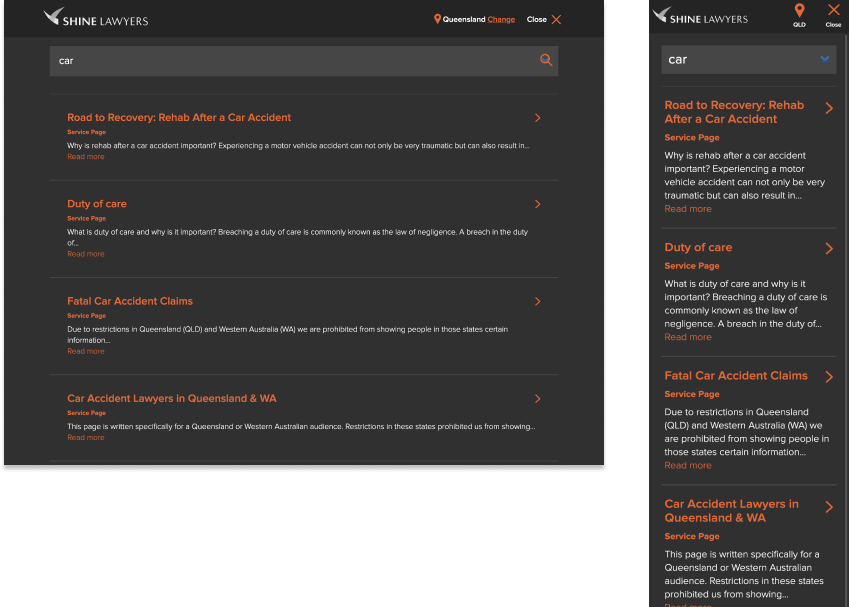 SHINE LAWYERS
Queensland Change
Close
car
Road to Recovery: Rehab After a Car Accident
Service Page
Why is rehab after a car accident important? Experiencing a motor vehicle accident can not only be very traumatic but can also result in...
Read more
Duty of care
Service Page
What is duty of care and why is it important? Breaching a duty of care is commonly known as the law of negligence. A breach in the duty
of...
Read more
Fatal Car Accident Claims
Service Page
Due to restrictions in Queensland (QLD) and Western Australia (WA) we are prohibited from showing people in those states certain
information...
Read more
Car Accident Lawyers in Queensland & WA
Service Page
This page is written specifically for a Queensland or Western Australian audience. Restrictions in these states prohibited us from showing...
Read more
SHINE LAWYERS
QLD
Close
car
Road to Recovery: Rehab
After a Car Accident
Service Page
Why is rehab after a car accident
important? Experiencing a motor
vehicle accident can not only be very
traumatic but can also result in...
Read more
Duty of care
Service Page
What is duty of care and why is it
important? Breaching a duty of care is
commonly known as the law of
negligence. A breach in the duty of...
Read more
Fatal Car Accident Claims
Service Page
Due to restrictions in Queensland
(QLD) and Western Australia (WA) we
are prohibited from showing people in
those states certain information...
Read more
Car Accident Lawyers in
Queensland & WA
Service Page
This page is written specifically for a
Queensland or Western Australian
audience. Restrictions in these states
prohibited us from showing...
Read more